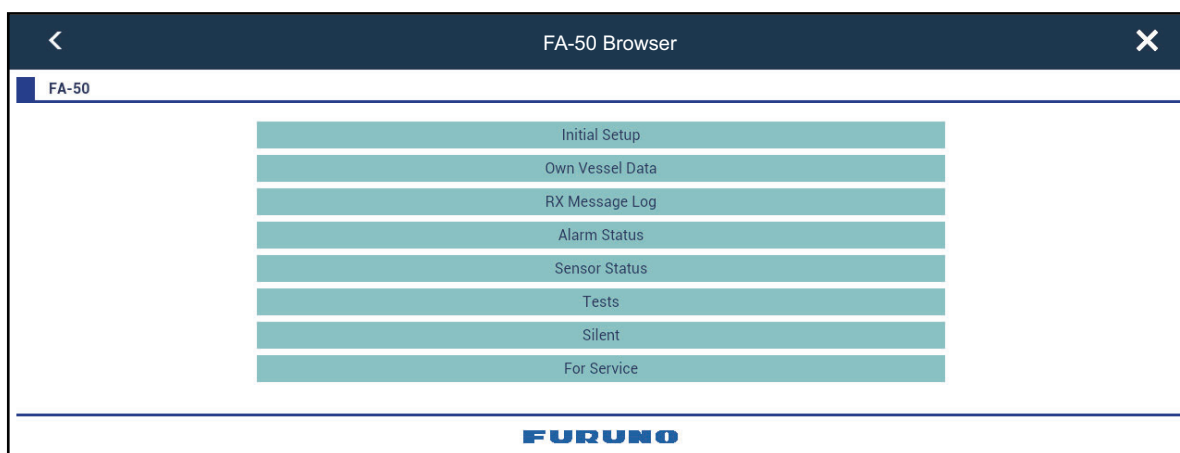 FA-50 Browser
FA-50
Initial Setup
Own Vessel Data
RX Message Log
Alarm Status
Sensor Status
Tests
Silent
For Service
FURUNO